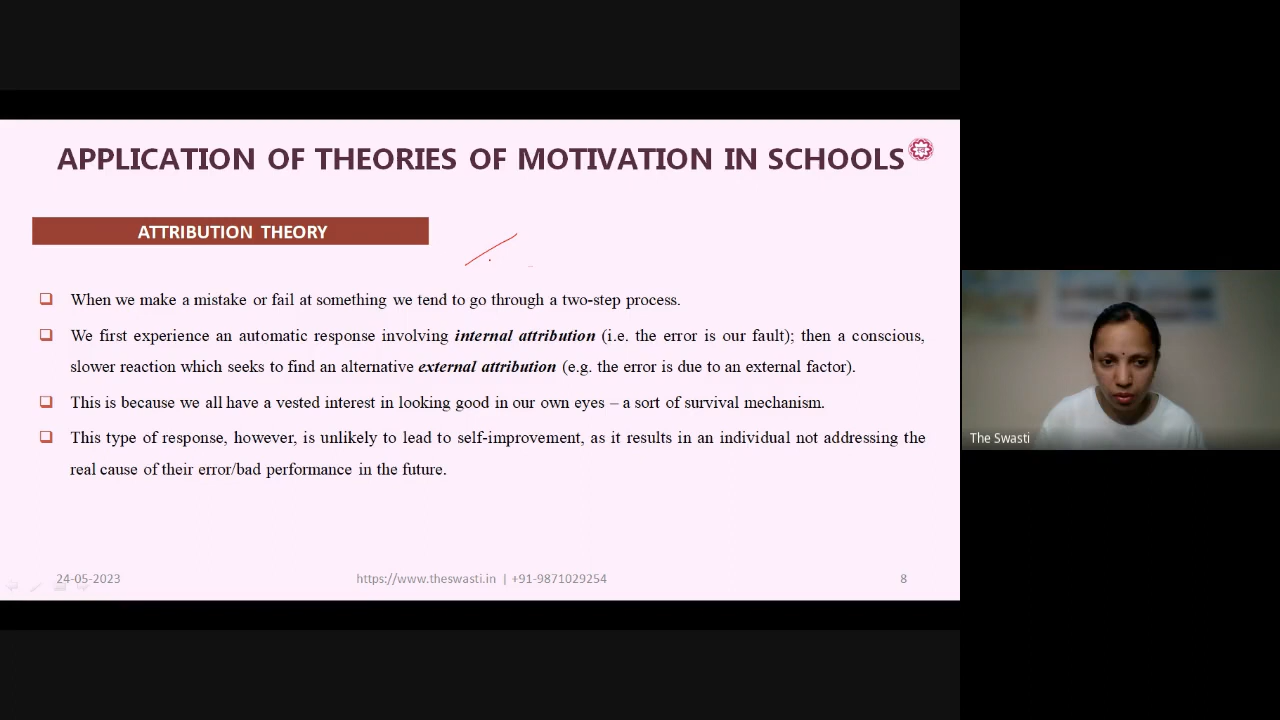 APPLICATION OF THEORIES OF MOTIVATION IN SCHOOLS
ATTRIBUTION THEORY
When we make a mistake or fail at something we tend to go through a two-step process.
We first experience an automatic response involving internal attribution (i.e. the error is our fault); then a conscious,
slower reaction which seeks to find an alternative external attribution (e.g. the error is due to an external factor).
This is because we all have a vested interest in looking good in our own eyes – a sort of survival mechanism.
This type of response, however, is unlikely to lead to self-improvement, as it results in an individual not addressing the
real cause of their error/bad performance in the future.
24-05-2023
https://www.theswasti.in | +91-9871029254
8
The Swasti